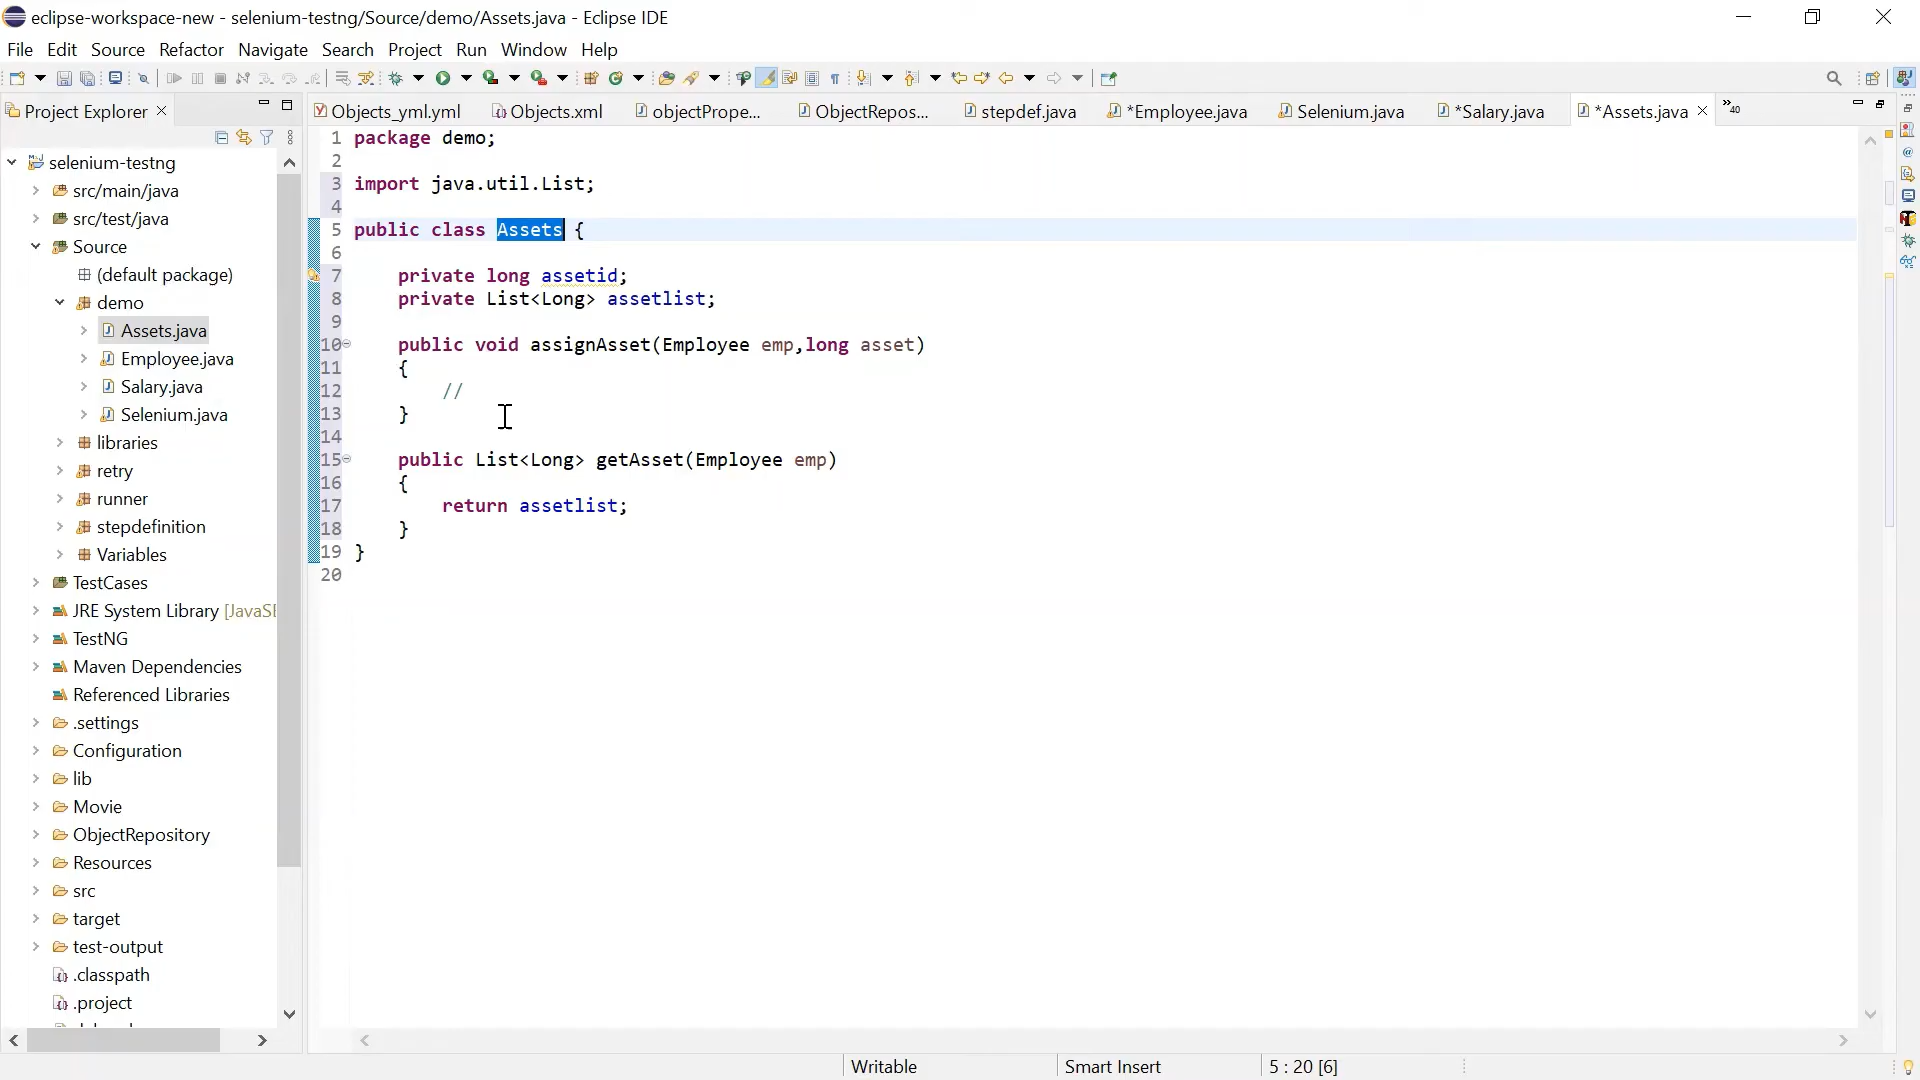 eclipse-workspace-new - selenium-testng/Source/demo/Assets.java - Eclipse IDE
File Edit Source Refactor Navigate Search Project Run Window Help
Project Explorer
Objects_yml.yml Objects.xml objectPrope... ObjectRepos... stepdef.java *Employee.java Selenium.java *Salary.java *Assets.java »40
selenium-testng
src/main/java
src/test/java
Source
(default package)
demo
Assets.java
Employee.java
Salary.java
Selenium.java
libraries
retry
runner
stepdefinition
Variables
TestCases
JRE System Library [JavaSE
TestNG
Maven Dependencies
Referenced Libraries
.settings
Configuration
lib
Movie
ObjectRepository
Resources
src
target
test-output
.classpath
.project
1 package demo;
2
3 import java.util.List;
4
5 public class Assets {
6
7 private long assetid;
8 private List<Long> assetlist;
9
10 public void assignAsset(Employee emp,long asset)
11 {
12 //
13 }
14
15 public List<Long> getAsset(Employee emp)
16 {
17 return assetlist;
18 }
19 }
20
Writable Smart Insert 5 : 20 [6]